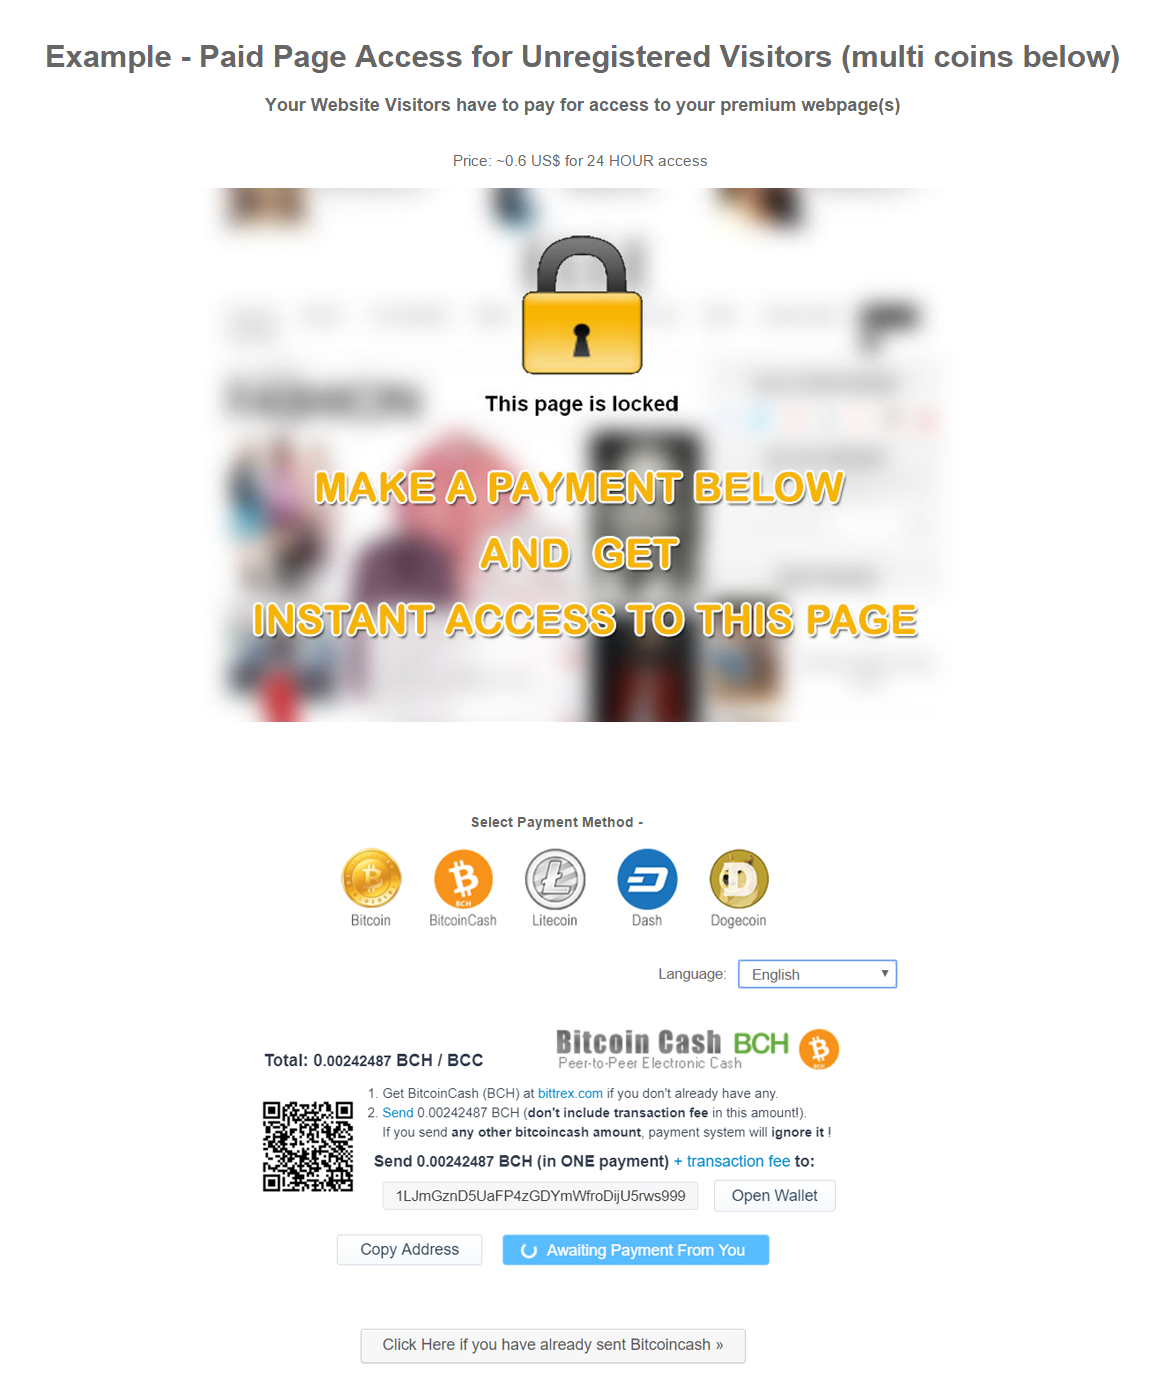 Example - Paid Page Access for Unregistered Visitors (multi coins below)
Your Website Visitors have to pay for access to your premium webpage(s)
Price: ~0.6 US$ for 24 HOUR access
This page is locked
MAKE A PAYMENT BELOW
AND GET
INSTANT ACCESS TO THIS PAGE
Select Payment Method -
Bitcoin BitcoinCash Litecoin Dash Dogecoin
Language: English
Bitcoin Cash BCH
Peer-to-Peer Electronic Cash
Total: 0.00242487 BCH / BCC
1. Get BitcoinCash (BCH) at bittrex.com if you don't already have any.
2. Send 0.00242487 BCH (don't include transaction fee in this amount!).
If you send any other bitcoincash amount, payment system will ignore it !
Send 0.00242487 BCH (in ONE payment) + transaction fee to:
1LJmGznD5UaFP4zGDYmWfroDijU5rws999 Open Wallet
Copy Address Awaiting Payment From You
Click Here if you have already sent Bitcoincash »